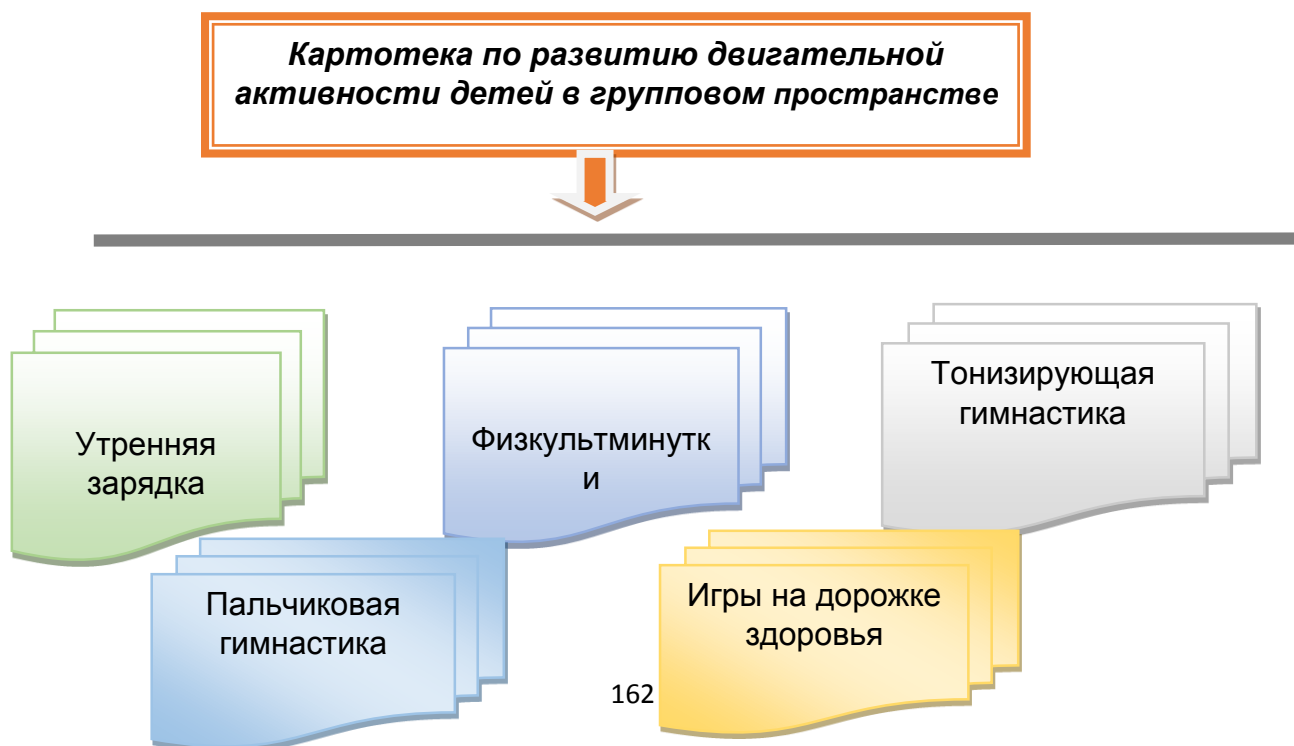 Картотека по развитию двигательной
активности детей в групповом пространстве
Утренняя
зарядка
Физкультминутк
и
Тонизирующая
гимнастика
Пальчиковая
гимнастика
Игры на дорожке
здоровья
162